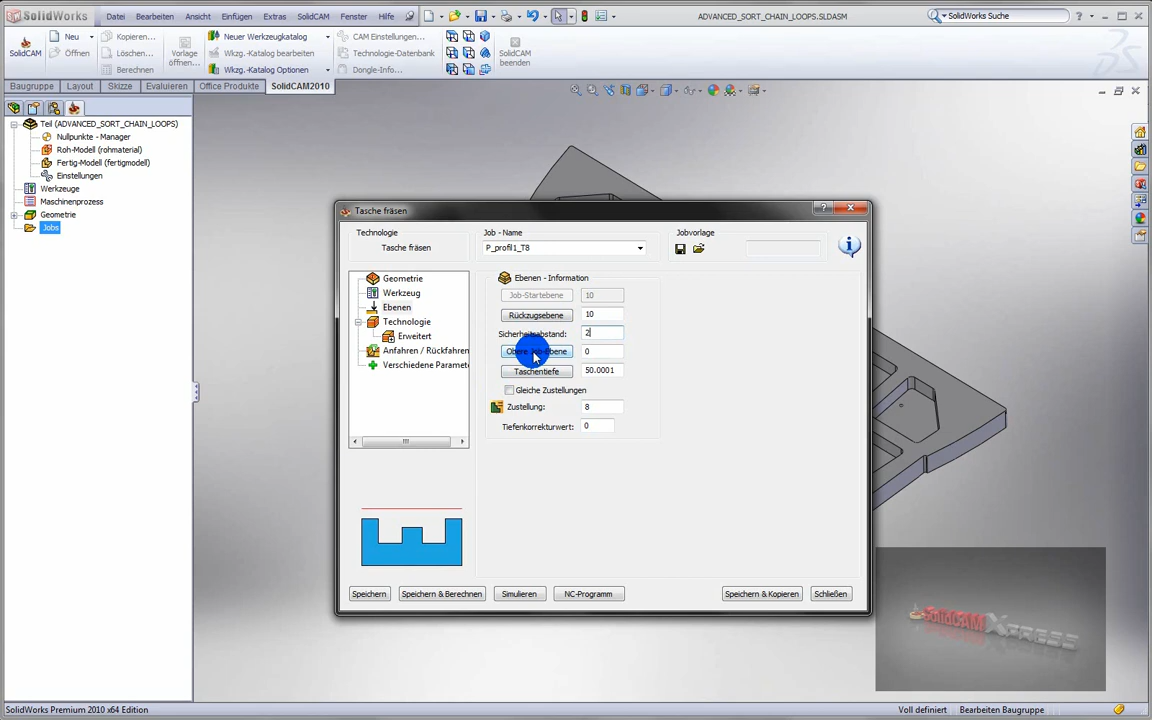 SolidWorks
Datei Bearbeiten Ansicht Einfügen Extras SolidCAM Fenster Hilfe
ADVANCED_SORT_CHAIN_LOOPS.SLDASM
SolidWorks Suche
SolidCAM
Neu
Öffnen
Kopieren...
Löschen...
Berechnen
Vorlage öffnen...
Neuer Werkzeugkatalog
Wkzg.-Katalog bearbeiten
Wkzg.-Katalog Optionen
CAM Einstellungen...
Technologie-Datenbank
Dongle-Info...
SolidCAM beenden
Baugruppe Layout Skizze Evaluieren Office Produkte SolidCAM2010
Teil (ADVANCED_SORT_CHAIN_LOOPS)
Nullpunkte - Manager
Roh-Modell (rohmaterial)
Fertig-Modell (fertigmodell)
Einstellungen
Werkzeuge
Maschinenprozess
Geometrie
Jobs
Tasche fräsen
Technologie
Tasche fräsen
Job - Name
P_profil1_T8
Jobvorlage
Geometrie
Werkzeug
Ebenen
Technologie
Erweitert
Anfahren / Rückfahren
Verschiedene Paramete
Ebenen - Information
Job-Startebene 10
Rückzugsebene 10
Sicherheitsabstand: 2
Obere Job-Ebene 0
Taschentiefe 50.0001
Gleiche Zustellungen
Zustellung: 8
Tiefenkorrekturwert: 0
Speichern Speichern & Berechnen Simulieren NC-Programm Speichern & Kopieren Schließen
SolidCAM XPRESS
SolidWorks Premium 2010 x64 Edition
Voll definiert Bearbeiten Baugruppe